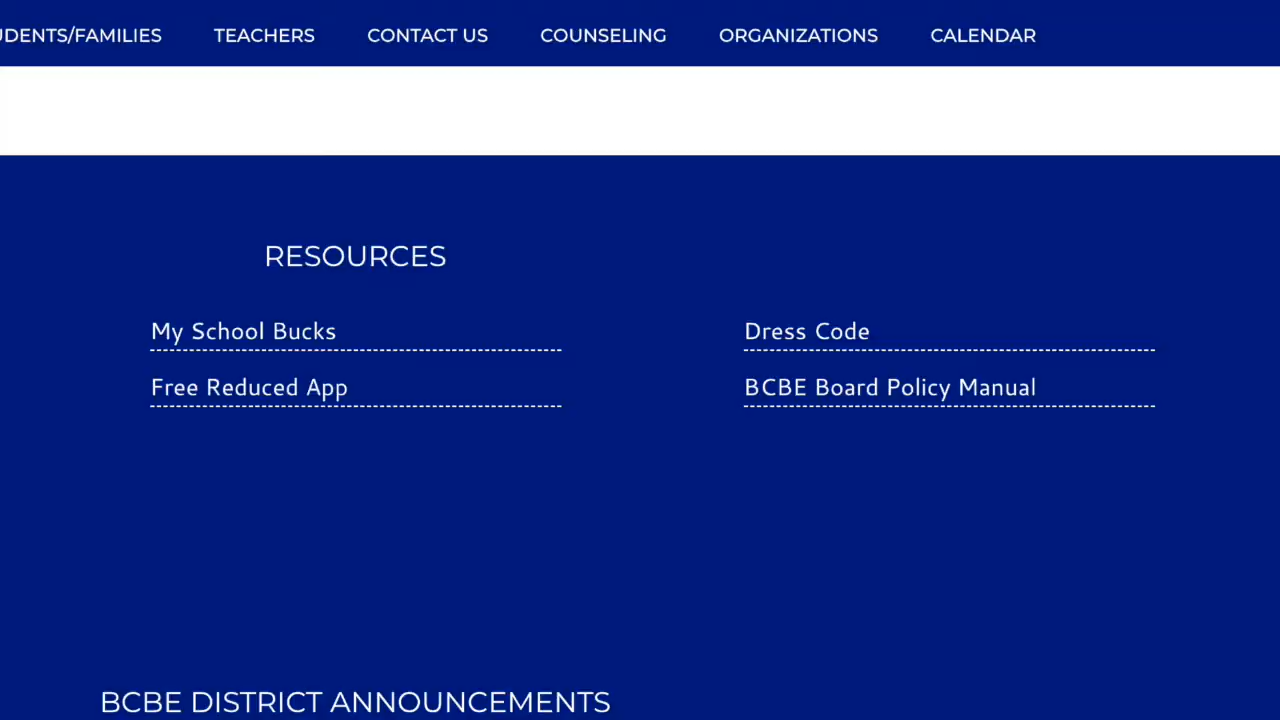 UDENTS/FAMILIES TEACHERS CONTACT US COUNSELING ORGANIZATIONS CALENDAR
RESOURCES
My School Bucks
Free Reduced App
Dress Code
BCBE Board Policy Manual
BCBE DISTRICT ANNOUNCEMENTS